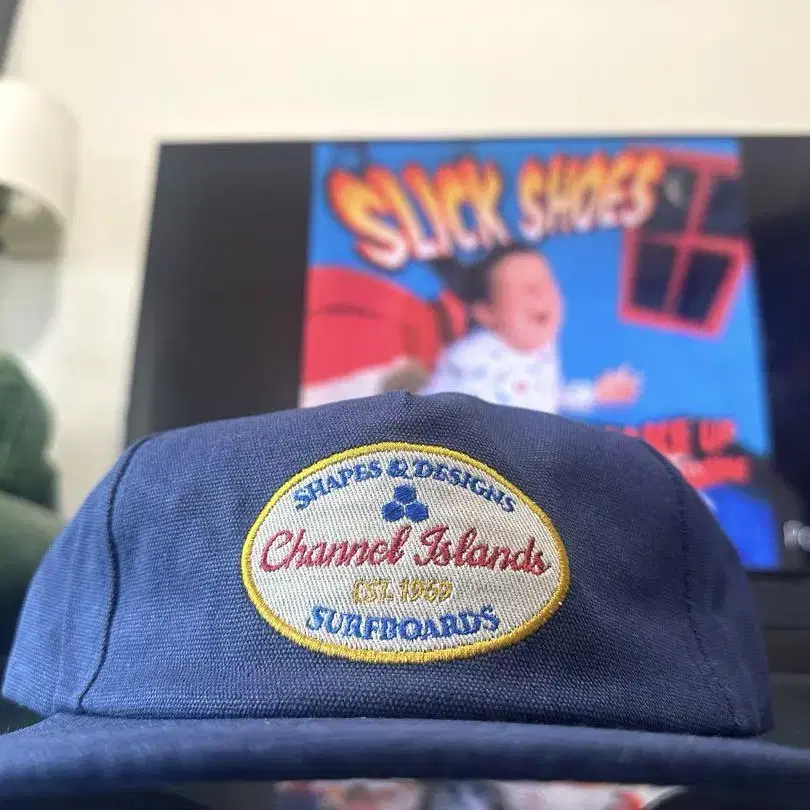 SLICK SHOES
SHAPES & DESIGNS
Channel Islands
EST. 1969
SURFBOARDS